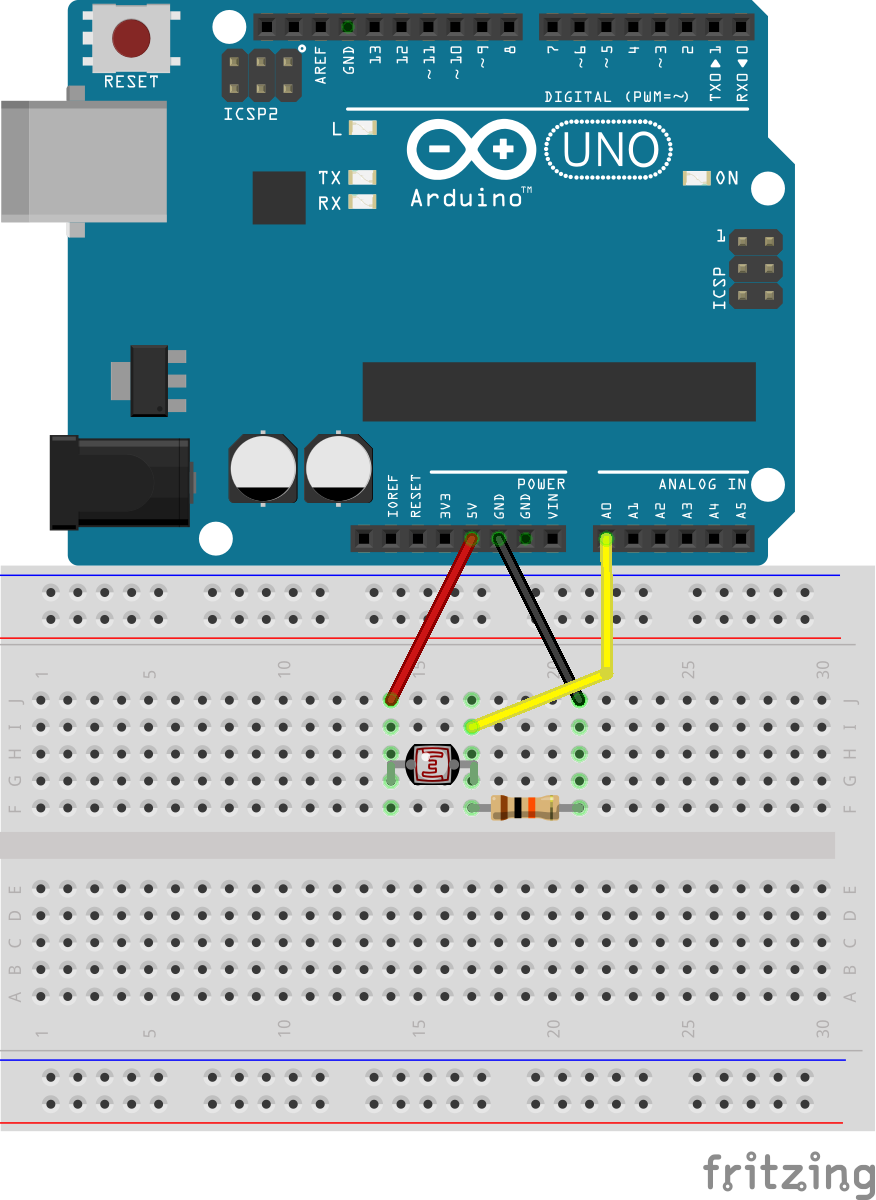 RESET
ICSP2
AREF
GND
13
12
~11
~10
~9
8
7
~6
~5
4
~3
2
TX0▶1
RX0◀0
DIGITAL (PWM=~)
L
TX
RX
Arduino™
UNO
ON
1
ICSP
IOREF
RESET
3V3
5V
GND
GND
VIN
POWER
A0
A1
A2
A3
A4
A5
ANALOG IN
1
5
10
15
20
25
30
J
J
I
I
H
H
G
G
F
F
E
E
D
D
C
C
B
B
A
A
1
5
10
15
20
25
30
fritzing